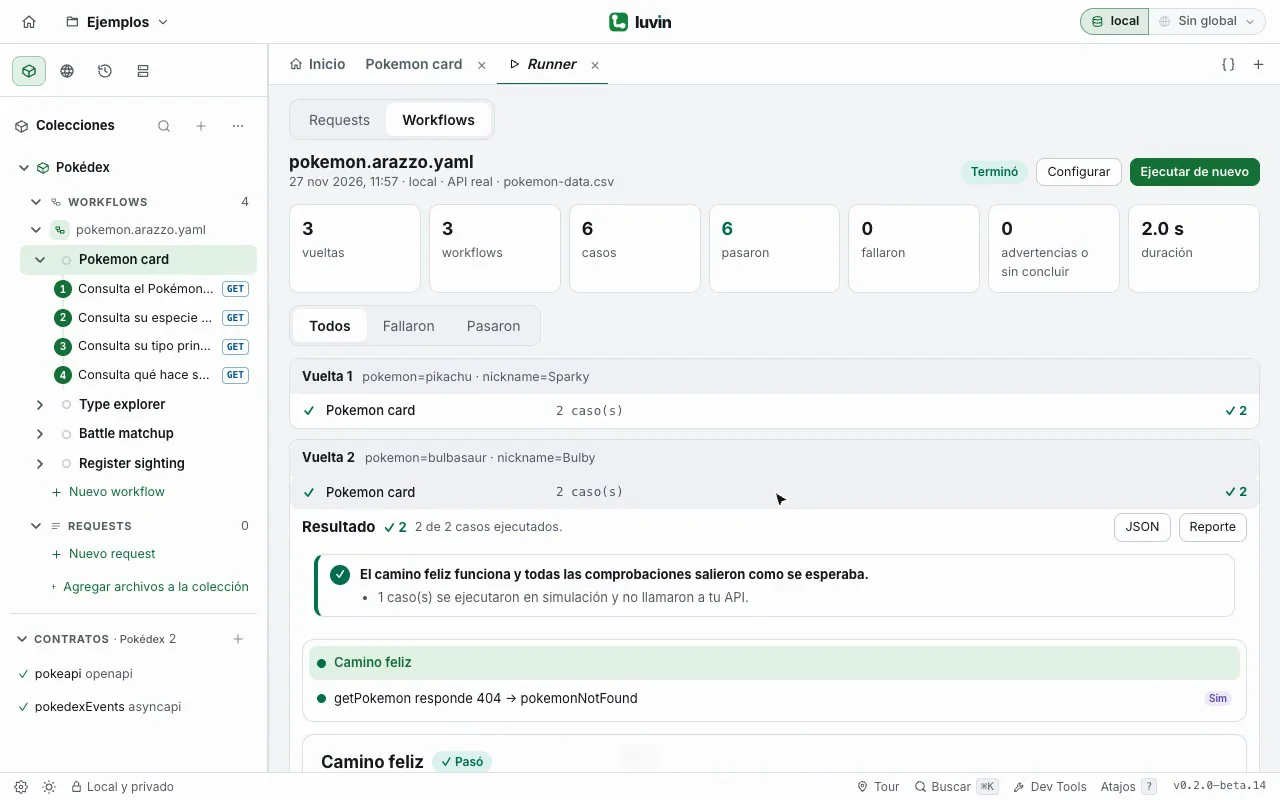 Ejemplos
luvin
local
Sin global
Inicio
Pokemon card
Runner
Colecciones
Pokédex
WORKFLOWS 4
pokemon.arazzo.yaml
Pokemon card
1 Consulta el Pokémon... GET
2 Consulta su especie ... GET
3 Consulta su tipo prin... GET
4 Consulta qué hace s... GET
Type explorer
Battle matchup
Register sighting
+ Nuevo workflow
REQUESTS 0
+ Nuevo request
+ Agregar archivos a la colección
CONTRATOS · Pokédex 2
pokeapi openapi
pokedexEvents asyncapi
Requests Workflows
pokemon.arazzo.yaml
27 nov 2026, 11:57 · local · API real · pokemon-data.csv
Terminó
Configurar
Ejecutar de nuevo
3
vueltas
3
workflows
6
casos
6
pasaron
0
fallaron
0
advertencias o
sin concluir
2.0 s
duración
Todos Fallaron Pasaron
Vuelta 1 pokemon=pikachu · nickname=Sparky
Pokemon card 2 caso(s) ✓ 2
Vuelta 2 pokemon=bulbasaur · nickname=Bulby
Pokemon card 2 caso(s) ✓ 2
Resultado ✓ 2 2 de 2 casos ejecutados.
JSON
Reporte
El camino feliz funciona y todas las comprobaciones salieron como se esperaba.
• 1 caso(s) se ejecutaron en simulación y no llamaron a tu API.
Camino feliz
getPokemon responde 404 → pokemonNotFound Sim
Camino feliz ✓ Pasó
Local y privado
Tour
Buscar ⌘K
Dev Tools
Atajos ?
v0.2.0-beta.14